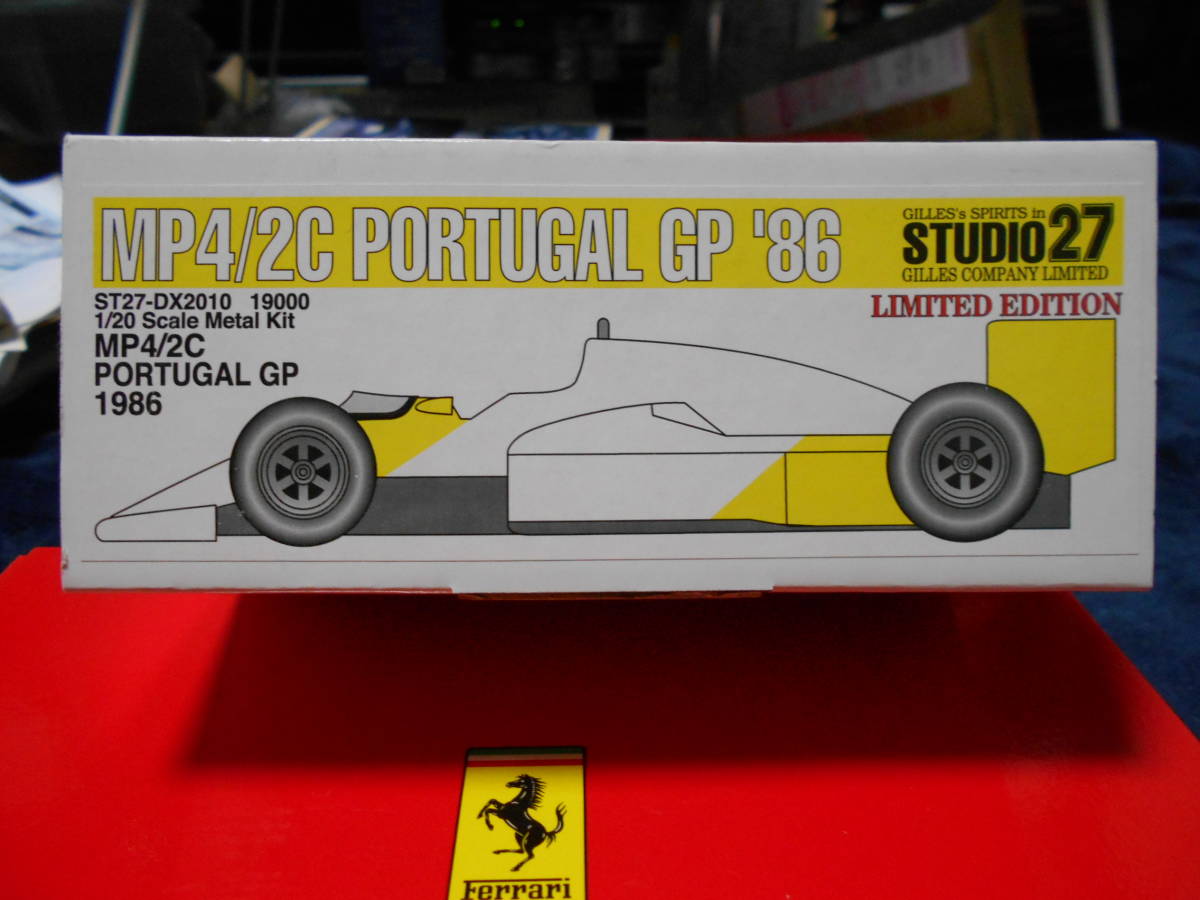 MP4/2C PORTUGAL GP '86
GILLES's SPIRITS in
STUDIO27
GILLES COMPANY LIMITED
ST27-DX2010 19000
1/20 Scale Metal Kit
MP4/2C
PORTUGAL GP
1986
LIMITED EDITION
Ferrari